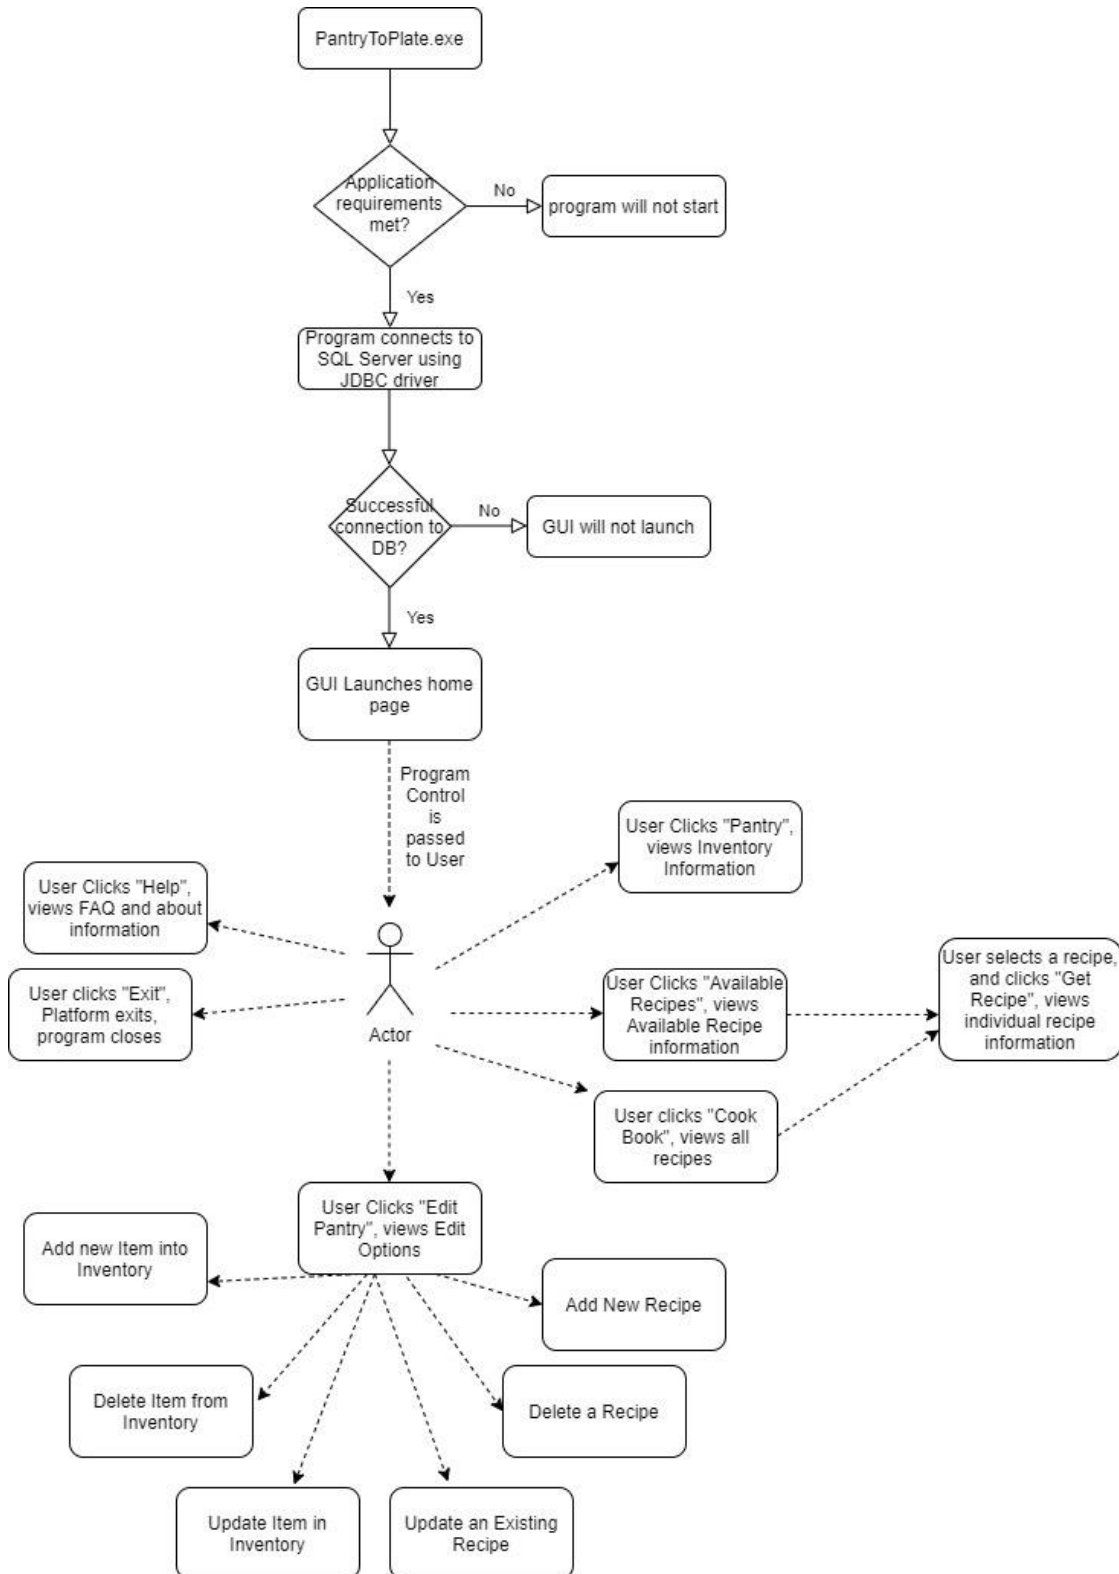 PantryToPlate.exe
Application
requirements
met?
No
program will not start
Yes
Program connects to
SQL Server using
JDBC driver
Successful
connection to
DB?
No
GUI will not launch
Yes
GUI Launches home
page
Program
Control
is
passed
to User
User Clicks "Pantry",
views Inventory
Information
User Clicks "Help",
views FAQ and about
information
User clicks "Exit",
Platform exits,
program closes
Actor
User Clicks "Available
Recipes", views
Available Recipe
information
User selects a recipe,
and clicks "Get
Recipe", views
individual recipe
information
User clicks "Cook
Book", views all
recipes
User Clicks "Edit
Pantry", views Edit
Options
Add new Item into
Inventory
Add New Recipe
Delete Item from
Inventory
Delete a Recipe
Update Item in
Inventory
Update an Existing
Recipe